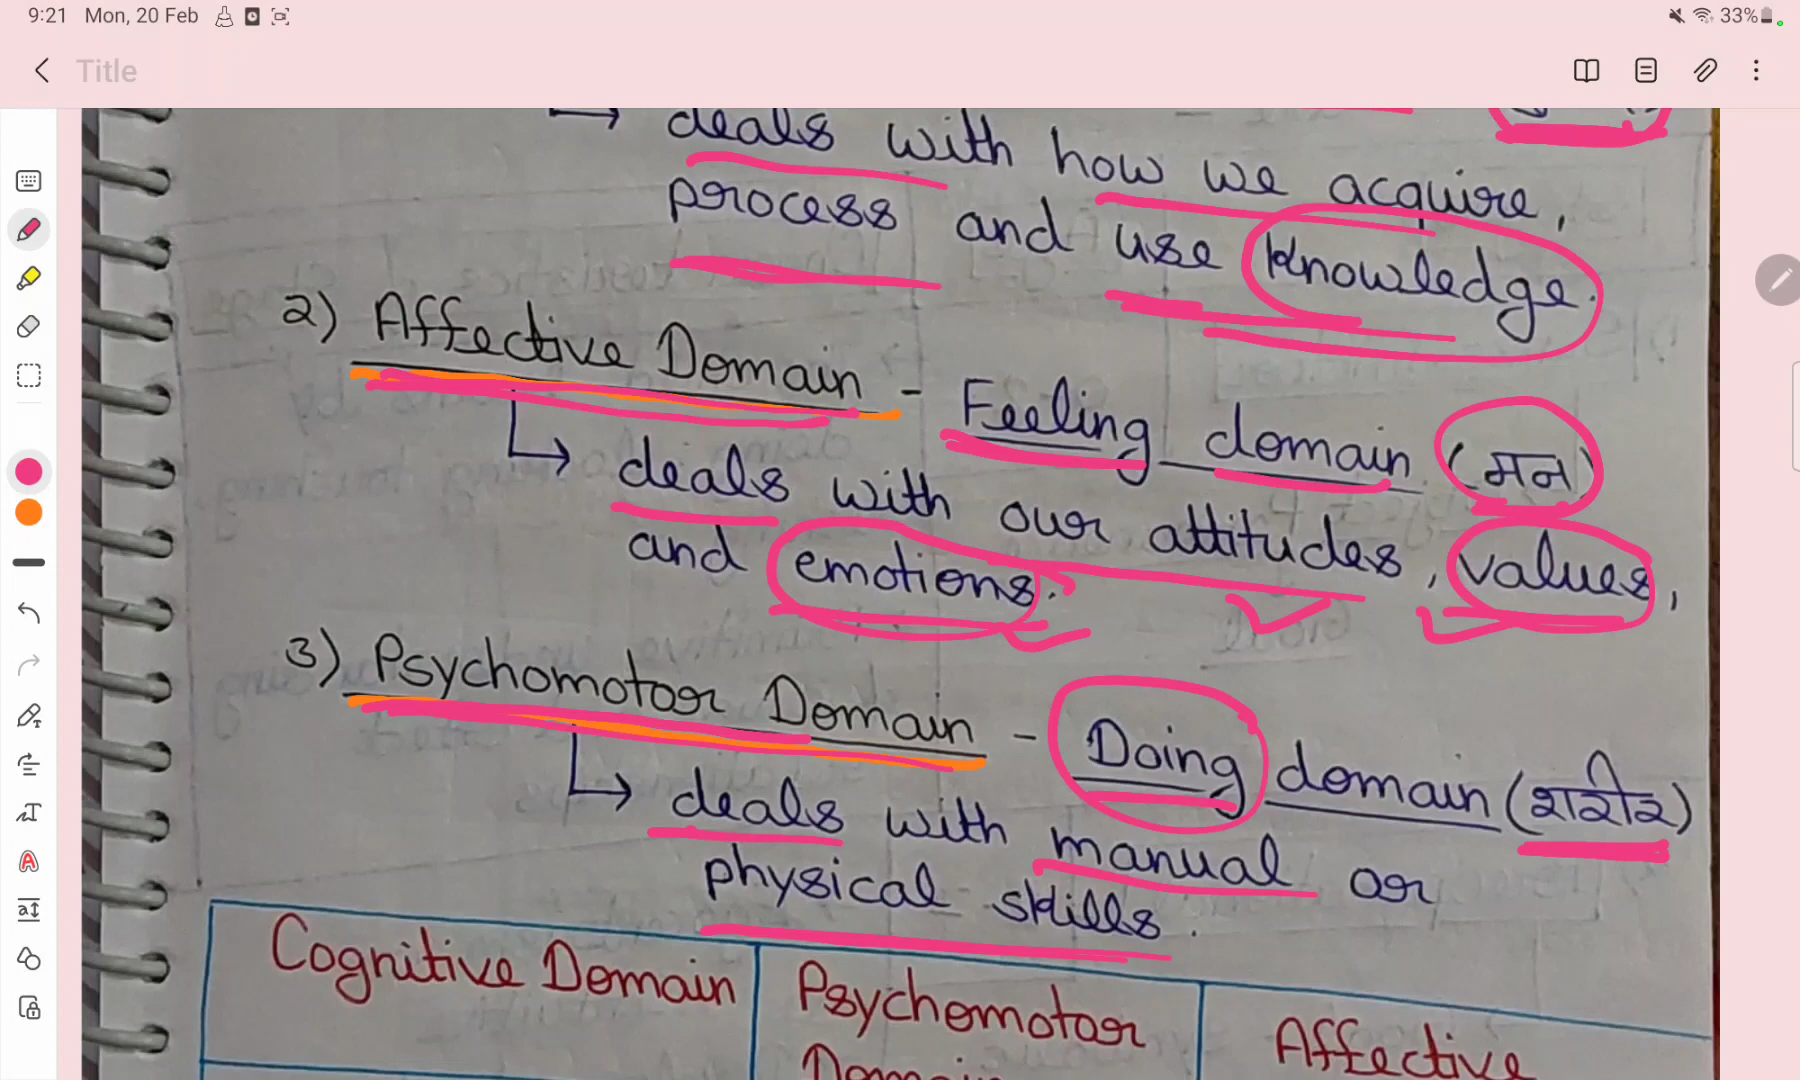 9:21 Mon, 20 Feb
33%
Title
↳ deals with how we acquire,
process and use knowledge.
2) Affective Domain - Feeling domain (मन)
↳ deals with our attitudes, values,
and emotions.
3) Psychomotor Domain - Doing domain (शरीर)
↳ deals with manual or
physical skills.
Cognitive Domain
Psychomotor
Domain
Affective